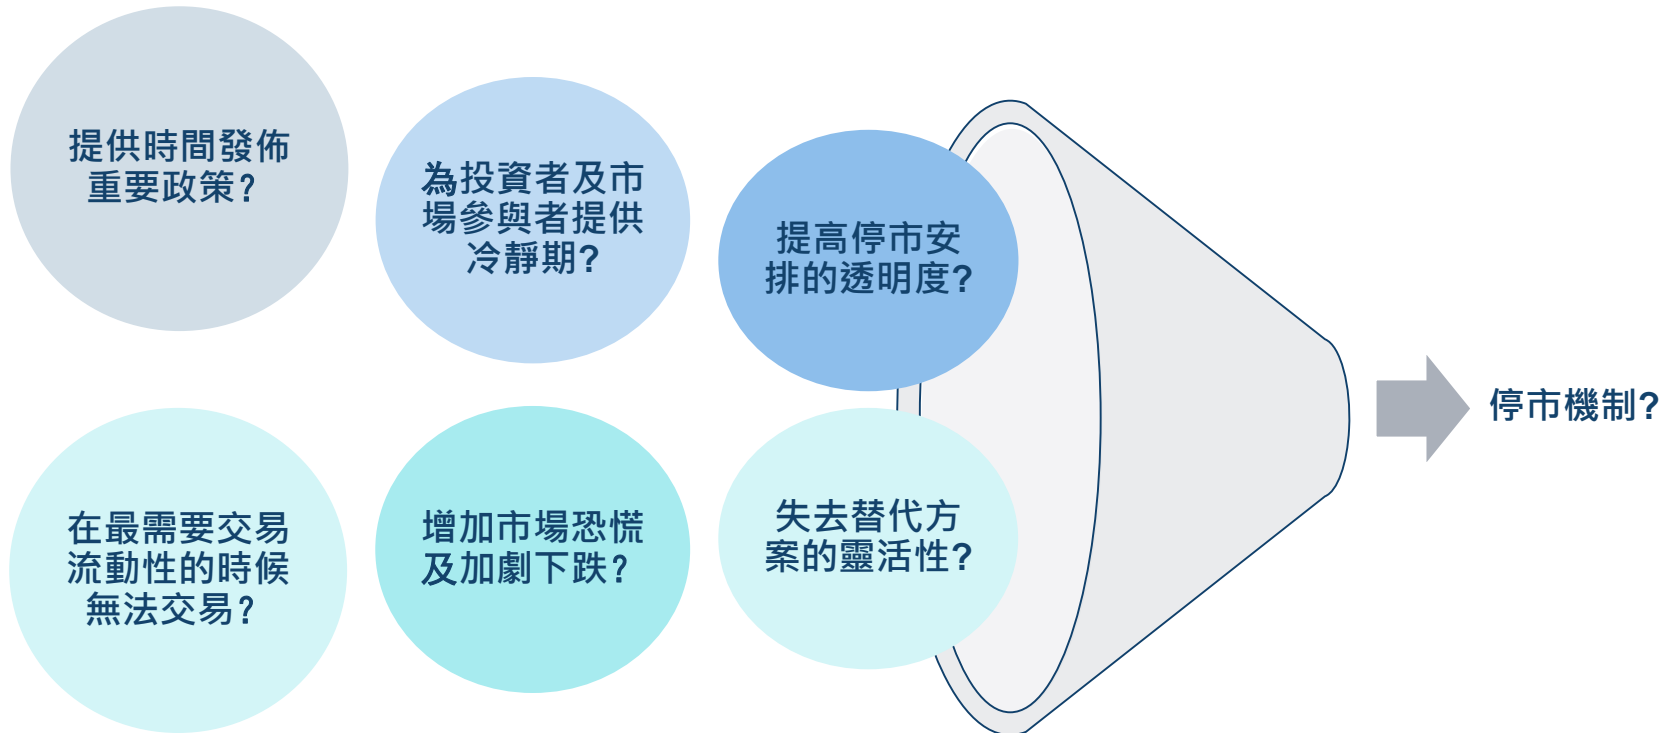 提供時間發佈
重要政策?
為投資者及市
場參與者提供
冷靜期?
提高停市安
排的透明度?
在最需要交易
流動性的時候
無法交易?
增加市場恐慌
及加劇下跌?
失去替代方
案的靈活性?
停市機制?